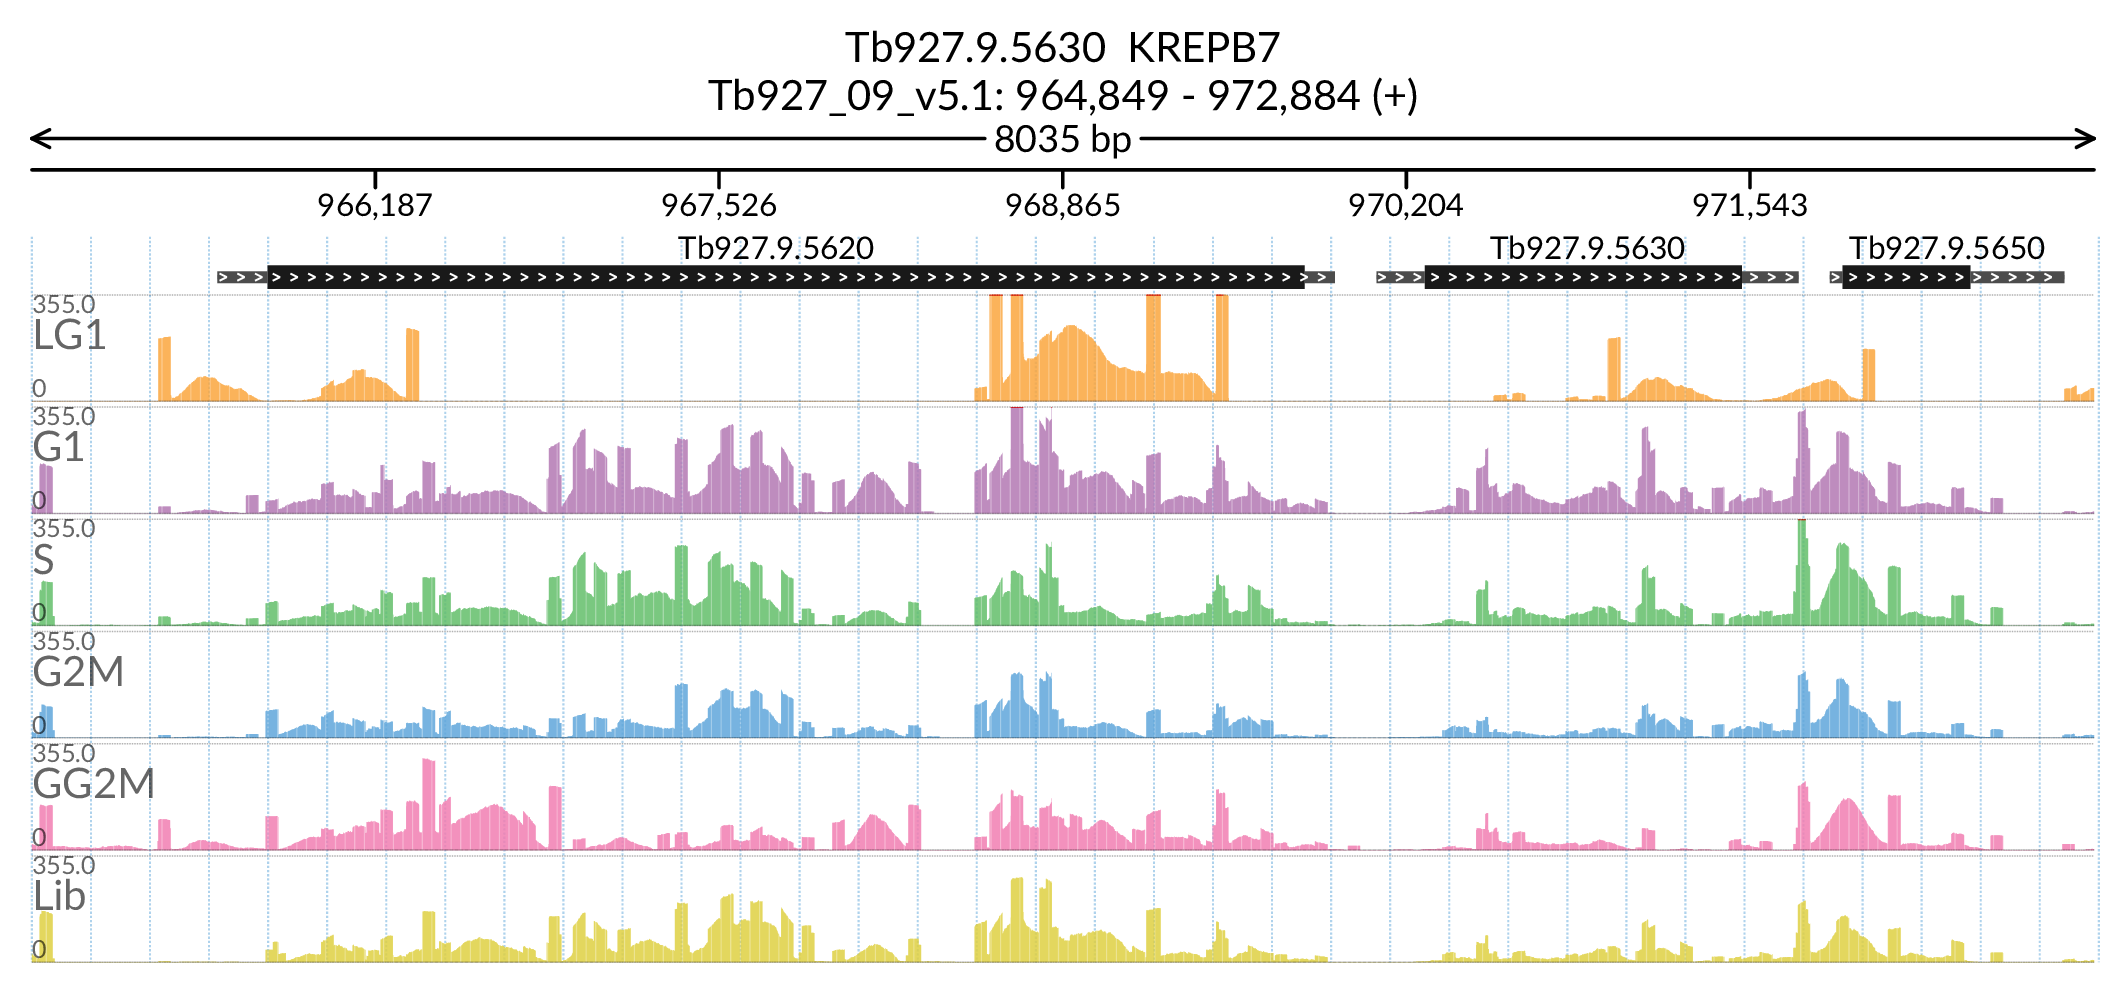 Tb927.9.5630  KREPB7
Tb927_09_v5.1: 964,849 - 972,884 (+)
8035 bp
966,187 967,526 968,865 970,204 971,543
Tb927.9.5620 Tb927.9.5630 Tb927.9.5650
355.0
LG1
0
355.0
G1
0
355.0
S
0
355.0
G2M
0
355.0
GG2M
0
355.0
Lib
0